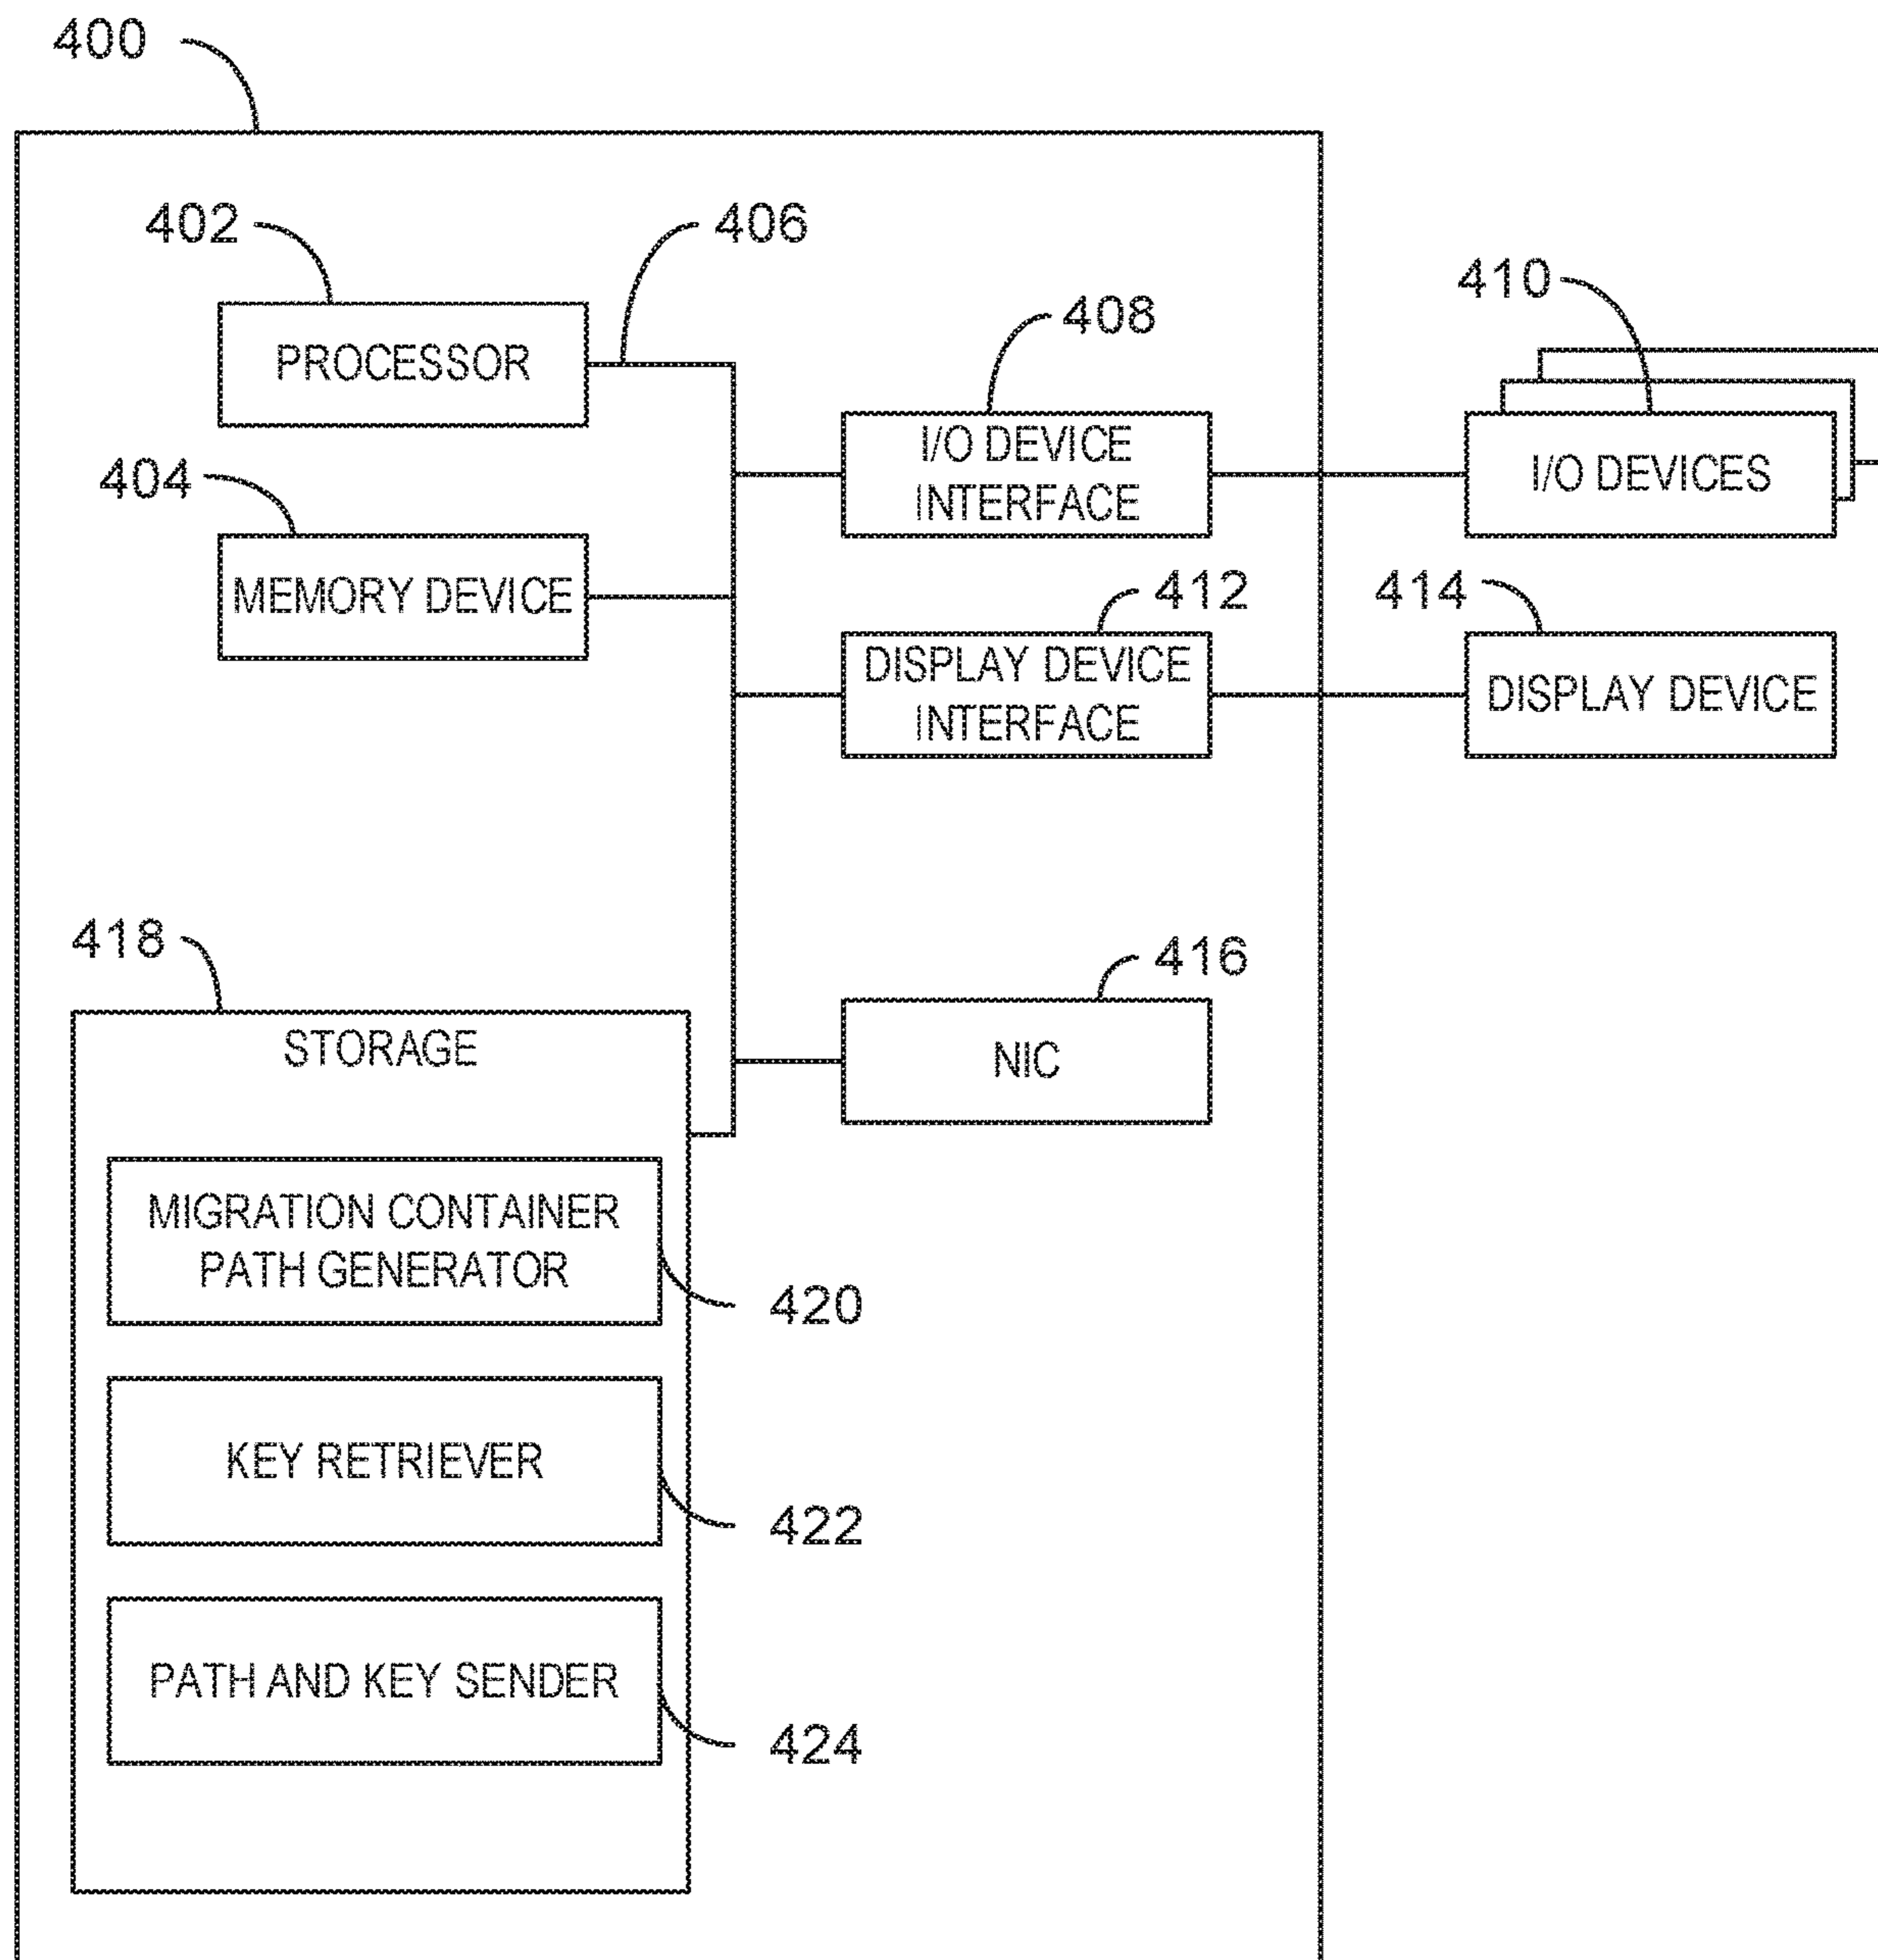 400
402
406
PROCESSOR
408
410
I/O DEVICE
INTERFACE
I/O DEVICES
404
MEMORY DEVICE
412
414
DISPLAY DEVICE
INTERFACE
DISPLAY DEVICE
418
416
STORAGE
NIC
MIGRATION CONTAINER
PATH GENERATOR
420
KEY RETRIEVER
422
PATH AND KEY SENDER
424